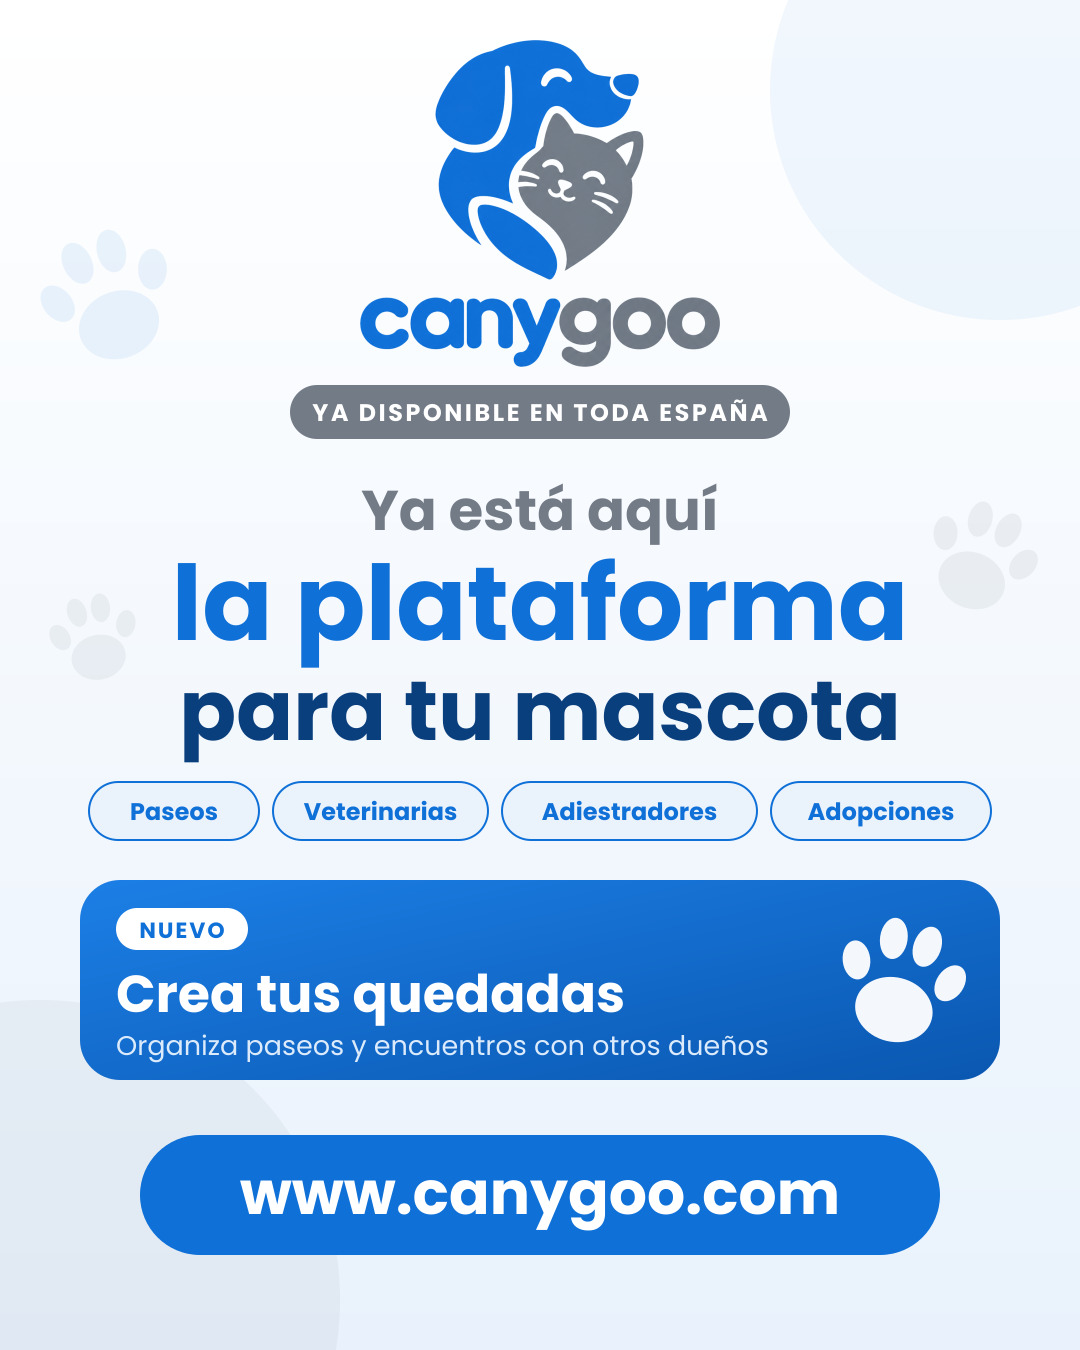 canygoo
YA DISPONIBLE EN TODA ESPAÑA
Ya está aquí
la plataforma
para tu mascota
Paseos Veterinarias Adiestradores Adopciones
NUEVO
Crea tus quedadas
Organiza paseos y encuentros con otros dueños
www.canygoo.com